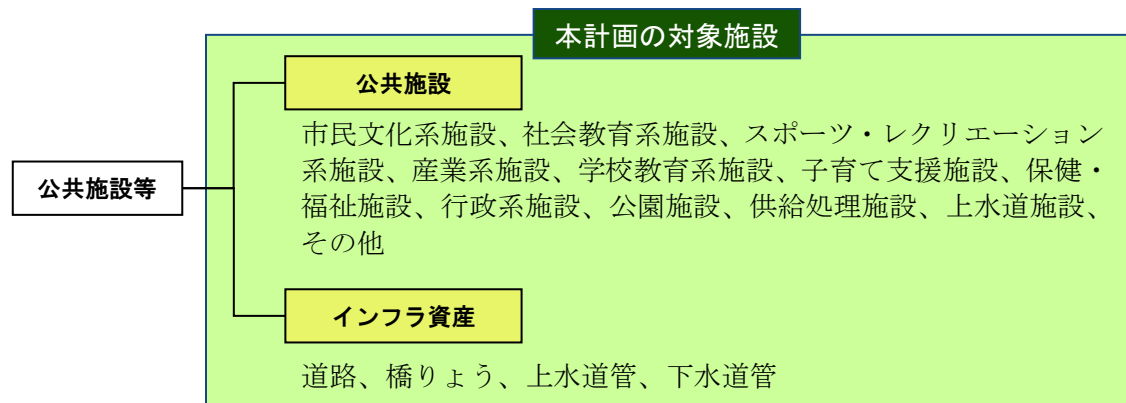 本計画の対象施設
公共施設
市民文化系施設、社会教育系施設、スポーツ・レクリエーション
系施設、産業系施設、学校教育系施設、子育て支援施設、保健・
福祉施設、行政系施設、公園施設、供給処理施設、上水道施設、
その他
公共施設等
インフラ資産
道路、橋りょう、上水道管、下水道管